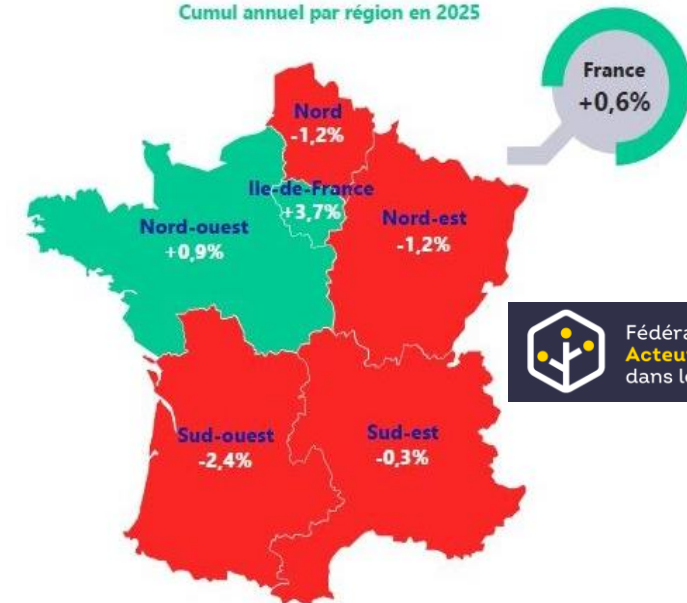 Cumul annuel par région en 2025
France
+0,6%
Nord
-1,2%
Ile-de-France
+3,7%
Nord-ouest
+0,9%
Nord-est
-1,2%
Sud-ouest
-2,4%
Sud-est
-0,3%
dans